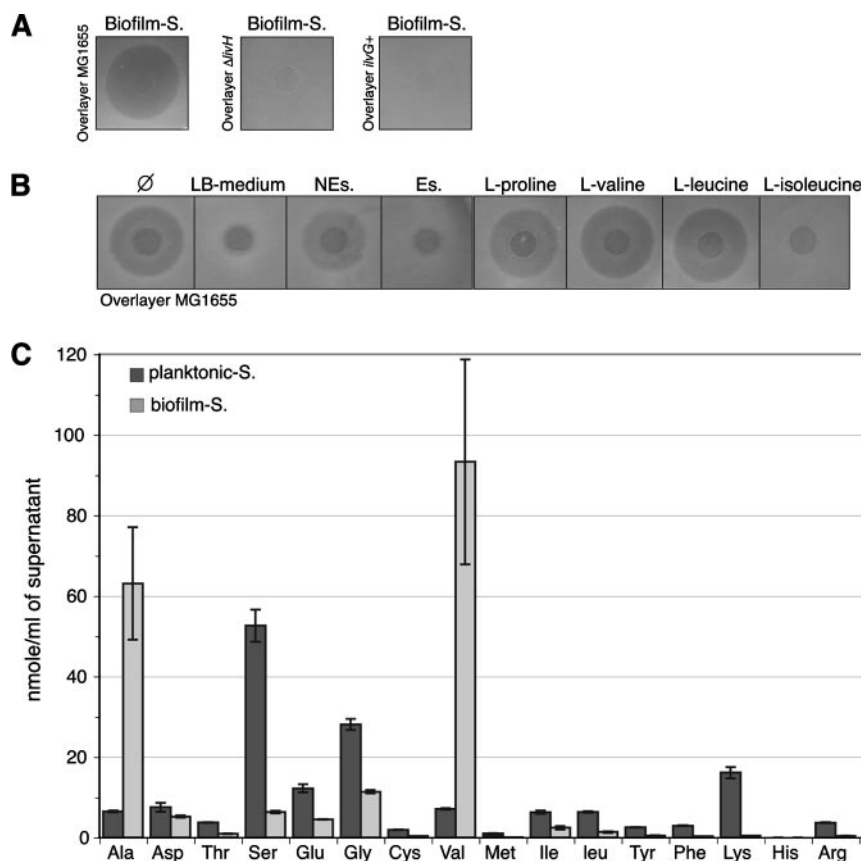 A
Biofilm-S.
Biofilm-S.
Biofilm-S.
Overlayer MG1655
Overlayer ΔlivH
Overlayer ilvG+
B
Ø LB-medium NEs. Es. L-proline L-valine L-leucine L-isoleucine
Overlayer MG1655
C
nmole/ml of supernatant
120
100
80
60
40
20
0
planktonic-S.
biofilm-S.
Ala Asp Thr Ser Glu Gly Cys Val Met Ile leu Tyr Phe Lys His Arg